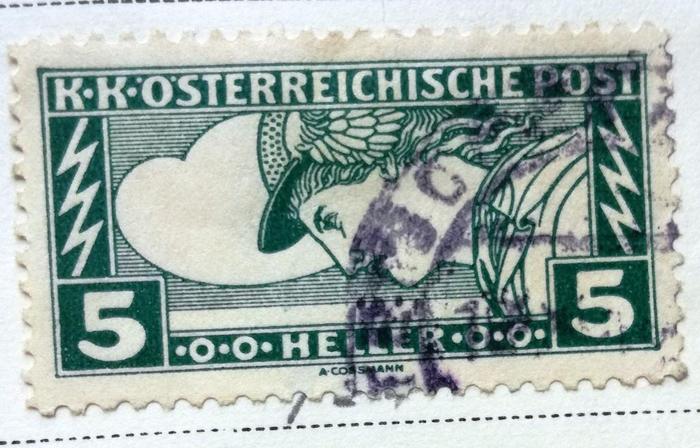 K·K·ÖSTERREICHISCHE POST
5 ·O·O·HELLER·O·O· 5
A·COSSMANN